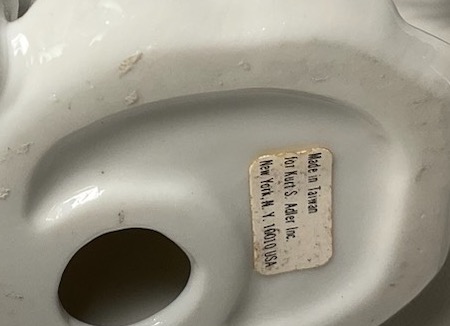 Made in Taiwan
for Kurt S. Adler Inc.
New York, N. Y. 10010 USA